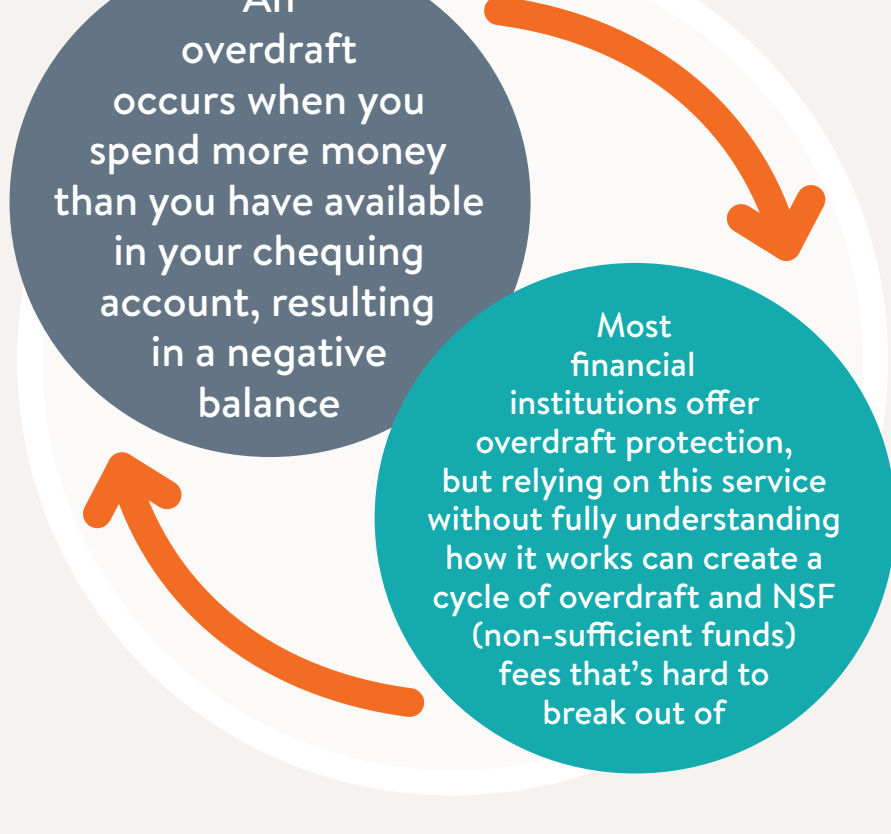 An
overdraft
occurs when you
spend more money
than you have available
in your chequing
account, resulting
in a negative
balance
Most
financial
institutions offer
overdraft protection,
but relying on this service
without fully understanding
how it works can create a
cycle of overdraft and NSF
(non-sufficient funds)
fees that’s hard to
break out of